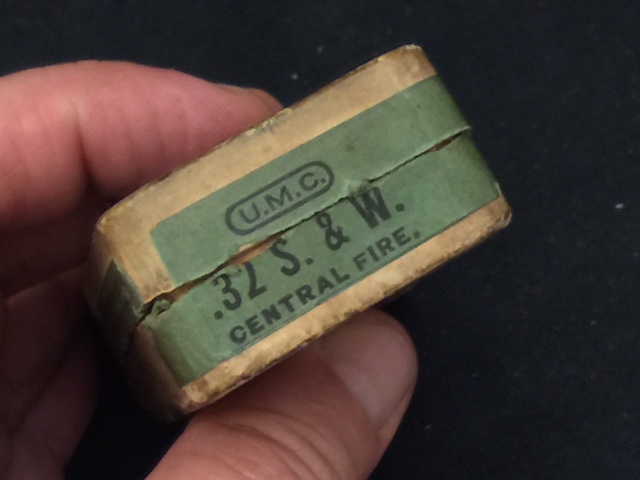 U.M.C.
.32 S. & W.
CENTRAL FIRE.